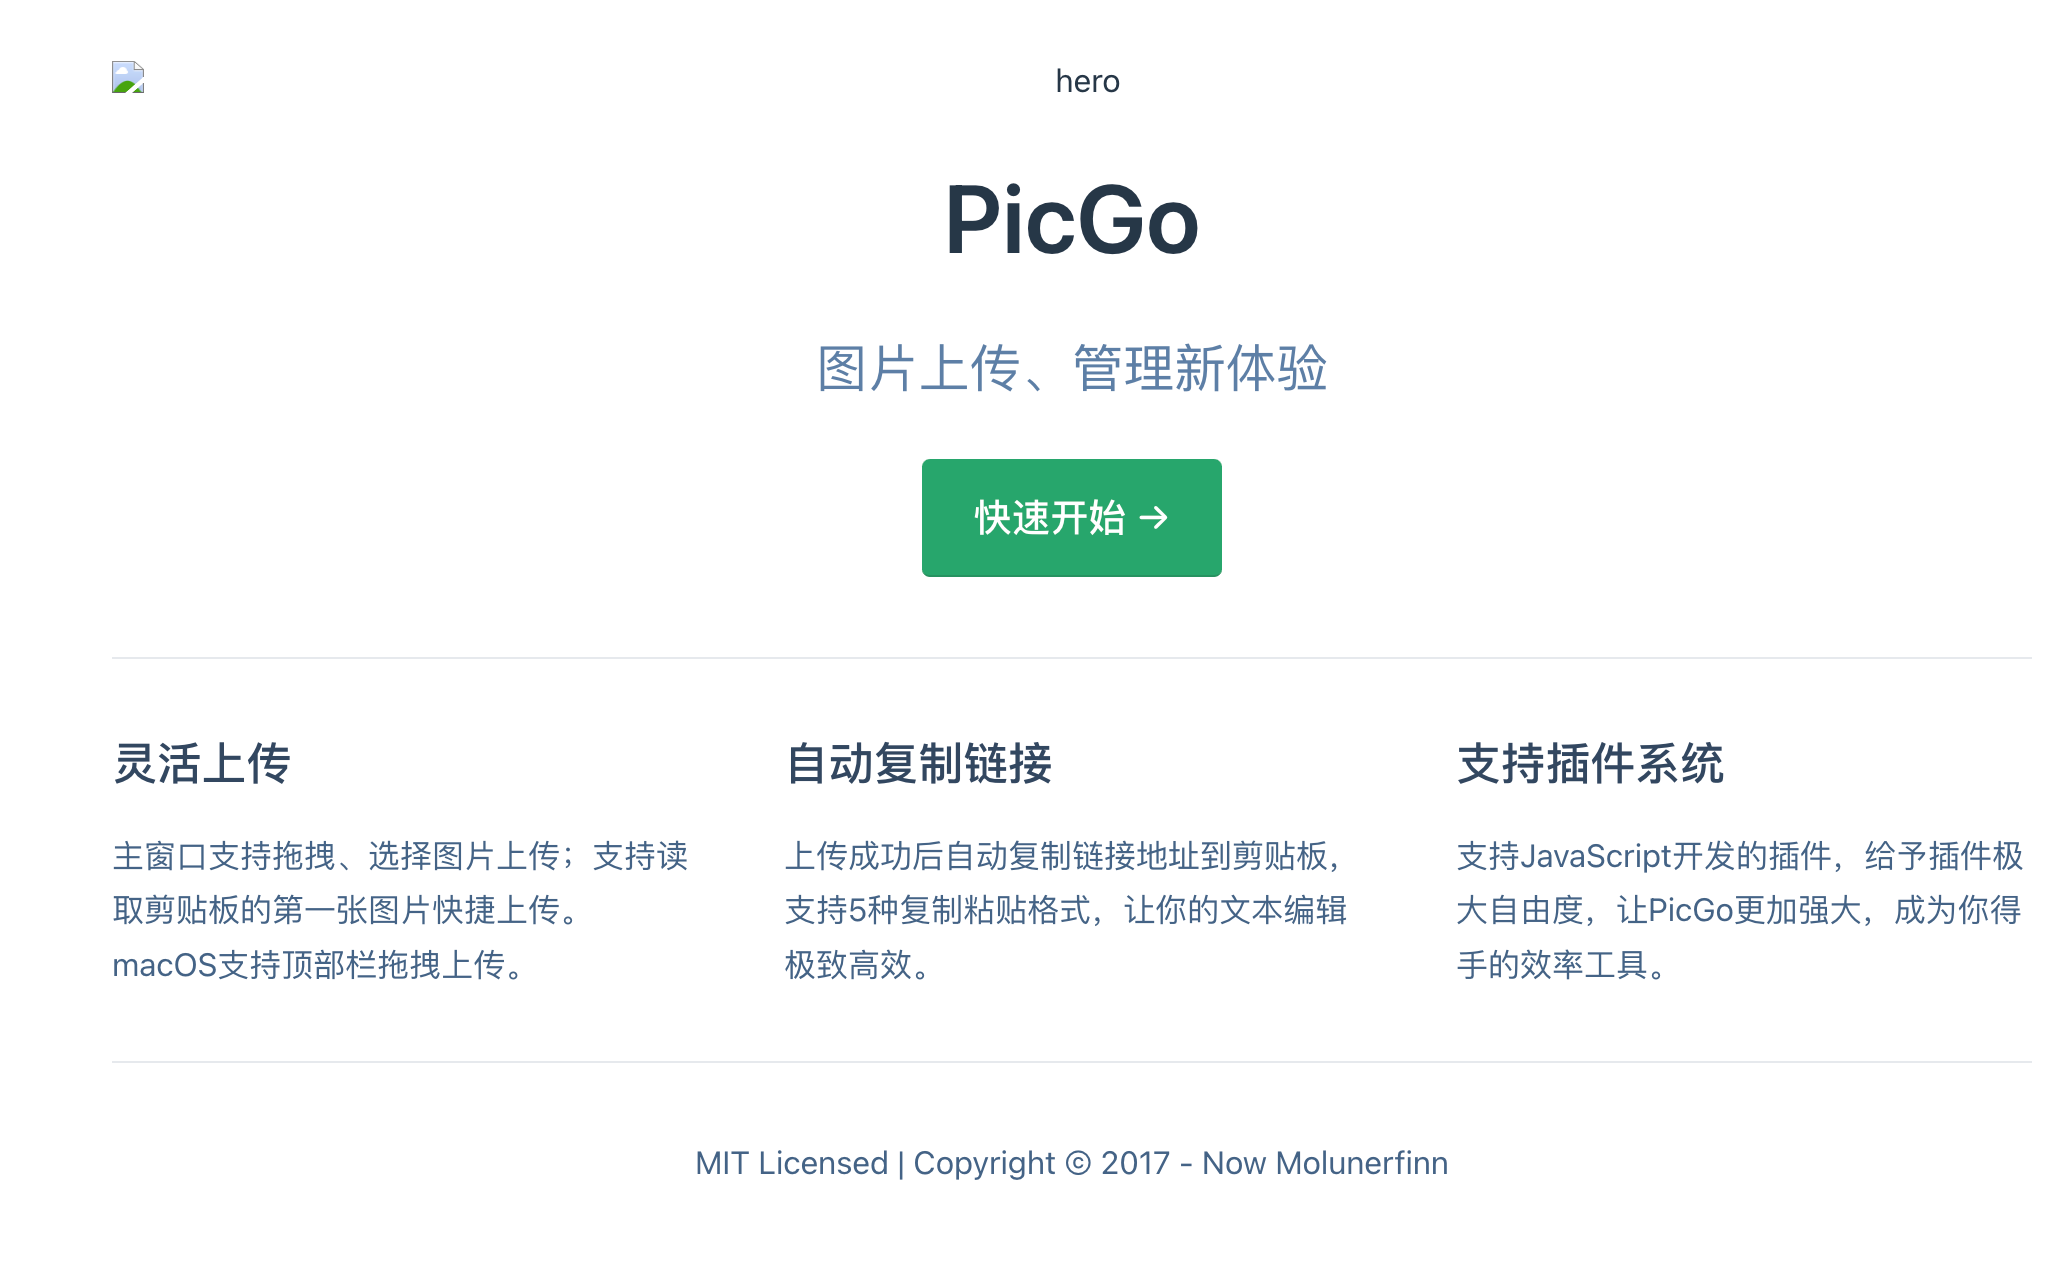 hero
PicGo
图片上传、管理新体验
快速开始 →
灵活上传
主窗口支持拖拽、选择图片上传；支持读
取剪贴板的第一张图片快捷上传。
macOS支持顶部栏拖拽上传。
自动复制链接
上传成功后自动复制链接地址到剪贴板，
支持5种复制粘贴格式，让你的文本编辑
极致高效。
支持插件系统
支持JavaScript开发的插件，给予插件极
大自由度，让PicGo更加强大，成为你得
手的效率工具。
MIT Licensed | Copyright © 2017 - Now Molunerfinn